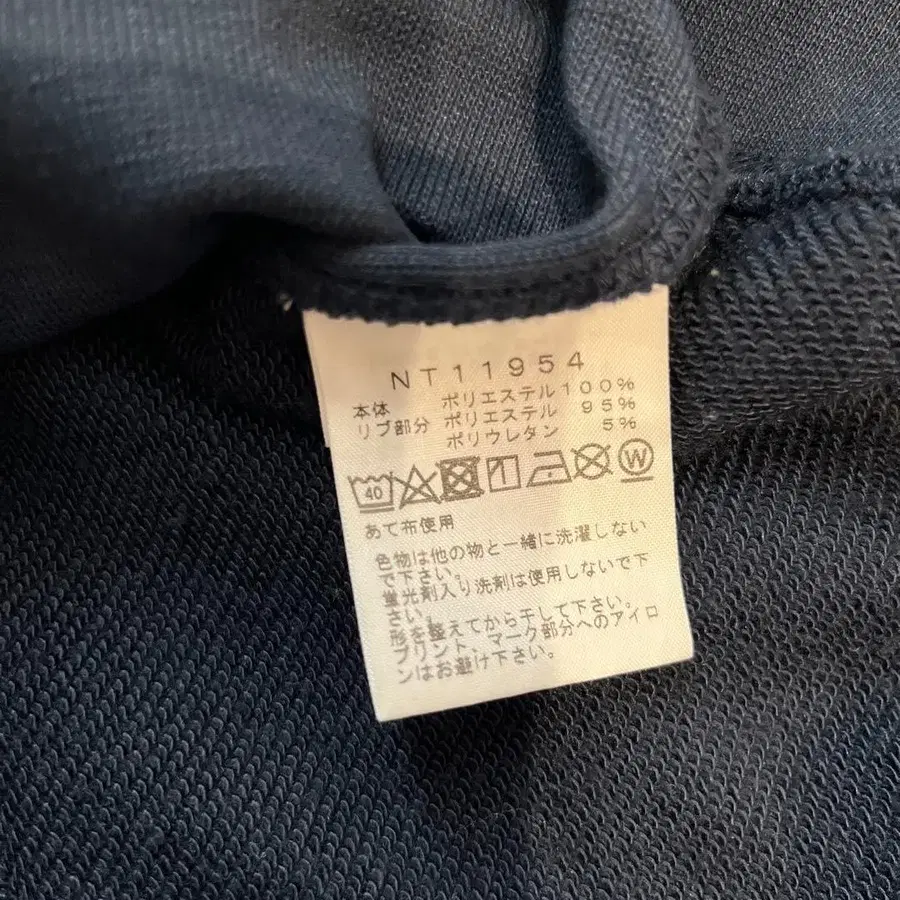 NT11954
本体 ポリエステル 100%
リブ部分 ポリエステル 95%
ポリウレタン 5%
40 W
あて布使用
色物は他の物と一緒に洗濯しない
で下さい。
蛍光剤入り洗剤は使用しないで下
さい。
形を整えてから干して下さい。
プリント、マーク部分へのアイロ
ンはお避け下さい。